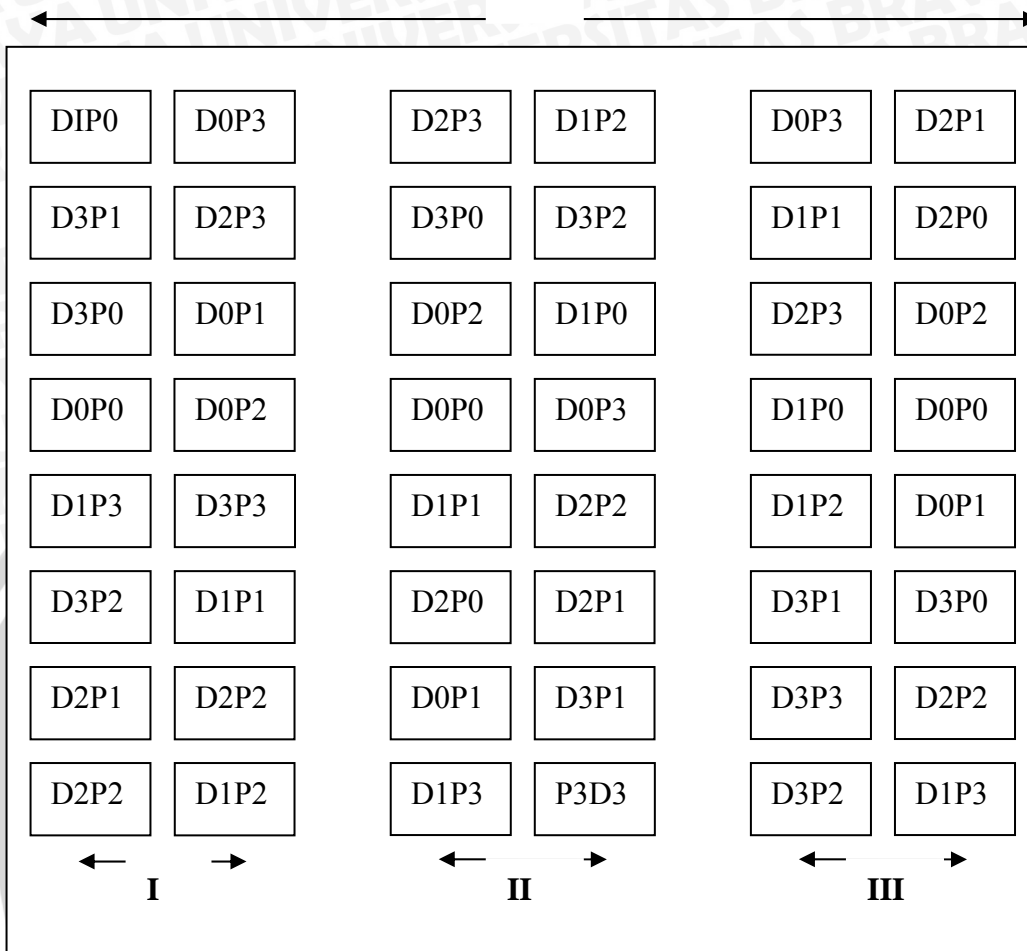 DIP0 D0P3 D2P3 D1P2 D0P3 D2P1
D3P1 D2P3 D3P0 D3P2 D1P1 D2P0
D3P0 D0P1 D0P2 D1P0 D2P3 D0P2
D0P0 D0P2 D0P0 D0P3 D1P0 D0P0
D1P3 D3P3 D1P1 D2P2 D1P2 D0P1
D3P2 D1P1 D2P0 D2P1 D3P1 D3P0
D2P1 D2P2 D0P1 D3P1 D3P3 D2P2
D2P2 D1P2 D1P3 P3D3 D3P2 D1P3
I II III